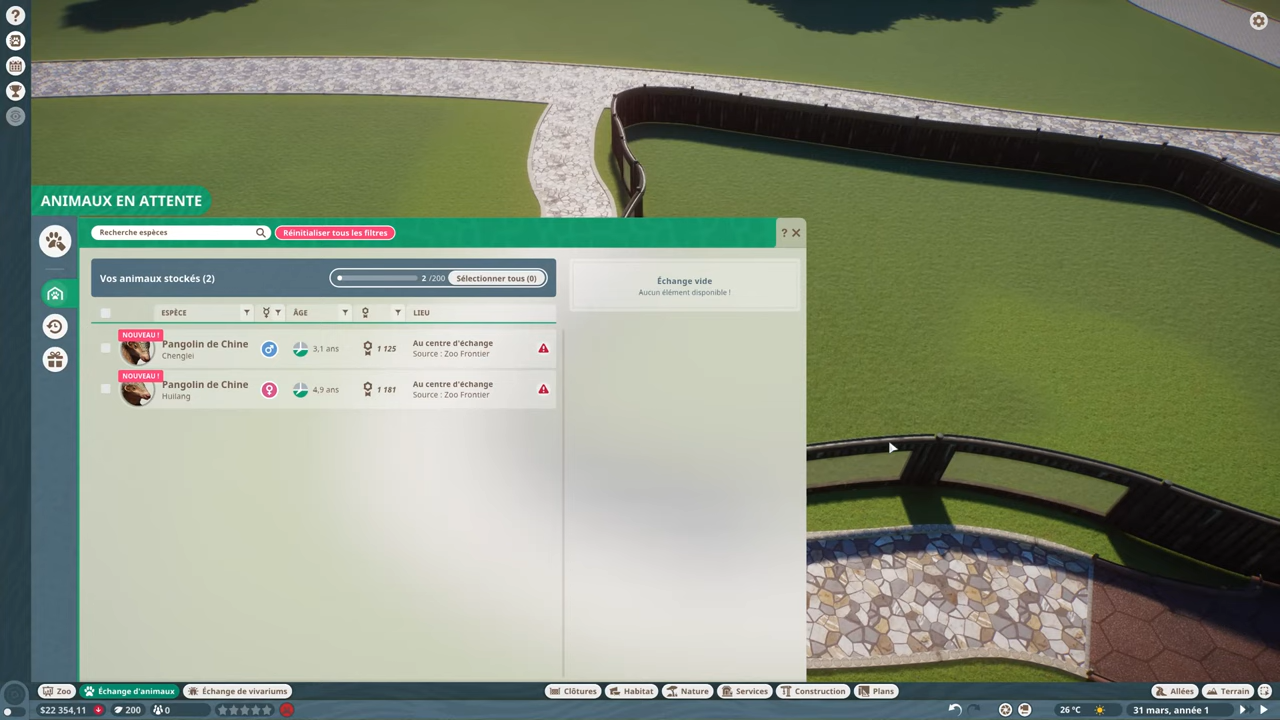 ANIMAUX EN ATTENTE
Recherche espèces
Réinitialiser tous les filtres
?
Vos animaux stockés (2)
2 /200
Sélectionner tous (0)
Échange vide
Aucun élément disponible !
ESPÈCE
ÂGE
LIEU
NOUVEAU !
Pangolin de Chine
Chenglei
3,1 ans
1 125
Au centre d'échange
Source : Zoo Frontier
NOUVEAU !
Pangolin de Chine
Huilang
4,9 ans
1 181
Au centre d'échange
Source : Zoo Frontier
Zoo
Échange d'animaux
Échange de vivariums
Clôtures
Habitat
Nature
Services
Construction
Plans
Allées
Terrain
$22 354,11
200
0
26 °C
31 mars, année 1